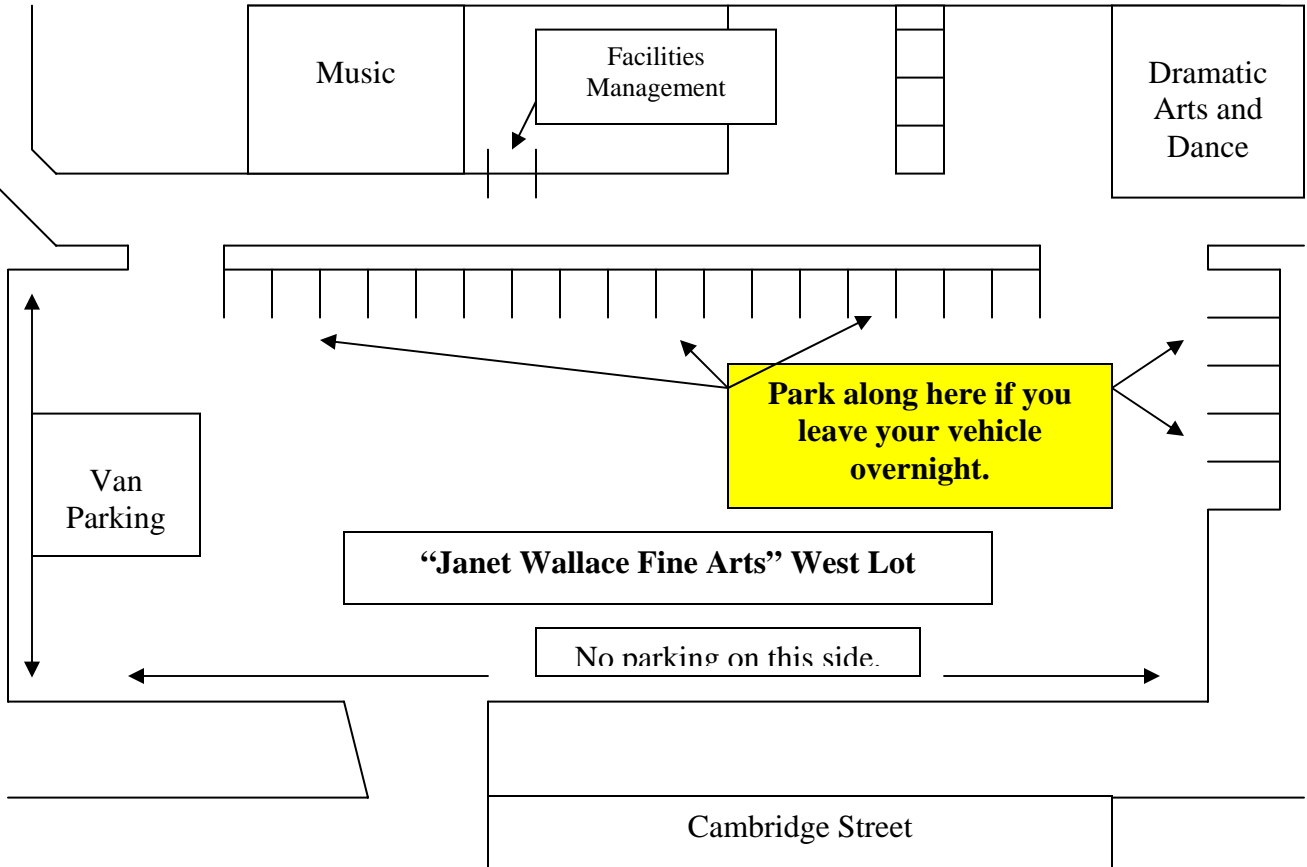 Music
Facilities
Management
Dramatic
Arts and
Dance
Park along here if you
leave your vehicle
overnight.
Van
Parking
“Janet Wallace Fine Arts” West Lot
No parking on this side.
Cambridge Street